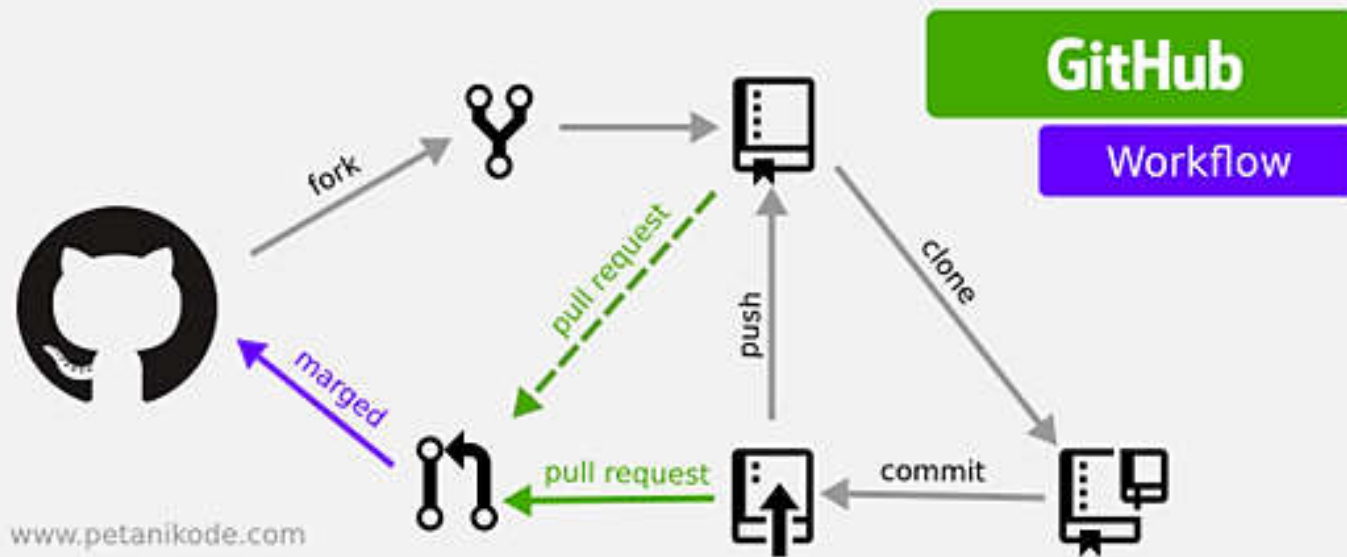 GitHub
Workflow
fork
clone
pull request
push
marged
pull request
commit
www.petanikode.com